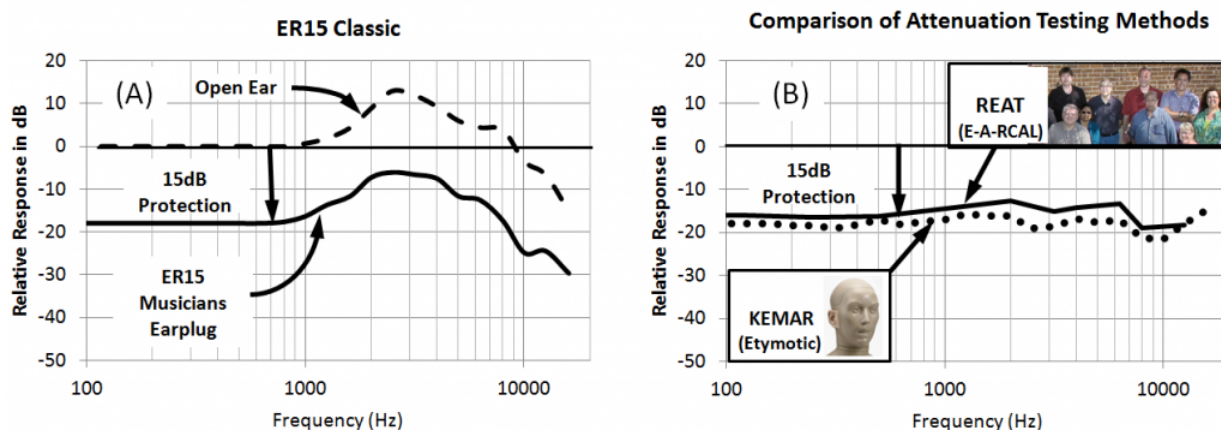 ER15 Classic
20
10
0
-10
-20
-30
-40
-50
Relative Response in dB
(A)
Open Ear
15dB
Protection
ER15
Musicians
Earplug
100
1000
10000
Frequency (Hz)
Comparison of Attenuation Testing Methods
20
10
0
-10
-20
-30
-40
-50
Relative Response in dB
(B)
REAT
(E-A-RCAL)
15dB
Protection
KEMAR
(Etymotic)
100
1000
10000
Frequency (Hz)